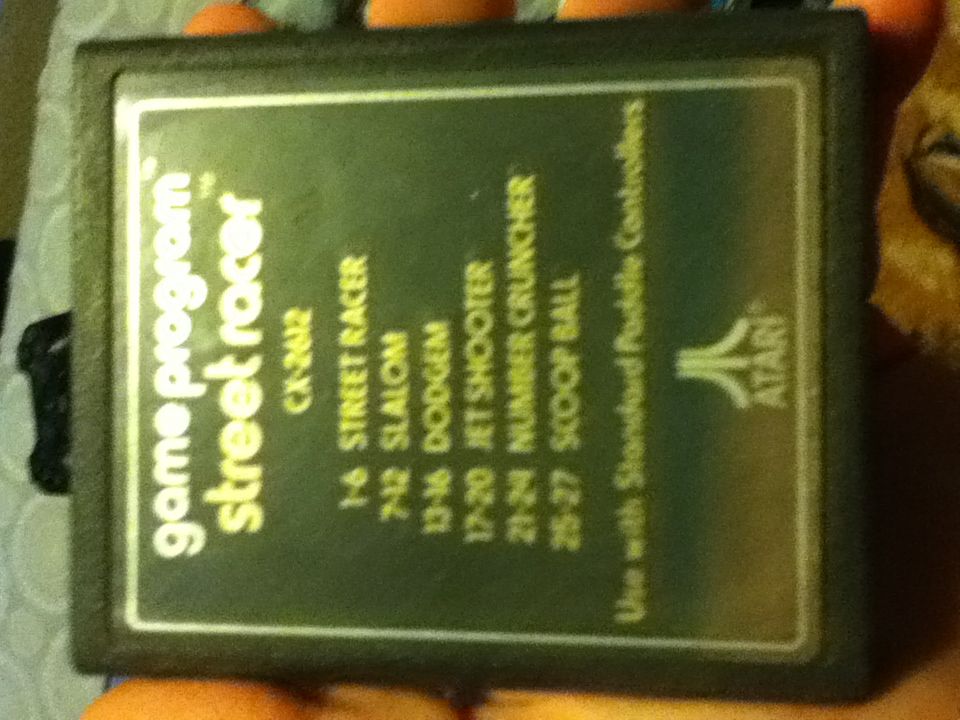 game program™
street racer™
CX-2612
1-6 STREET RACER
7-12 SLALOM
13-16 DODGEM
17-20 JET SHOOTER
21-24 NUMBER CRUNCHER
25-27 SCOOP BALL
Use with Standard Paddle Controllers
ATARI®